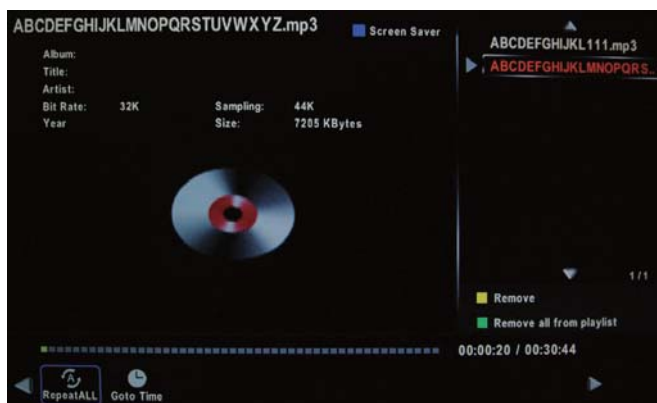 ABCDEFGHIJKLMNOPQRSTUVWXYZ.mp3
Screen Saver
Album:
Title:
Artist:
Bit Rate: 32K Sampling: 44K
Year Size: 7205 KBytes
ABCDEFGHIJKL111.mp3
ABCDEFGHIJKLMNOPQRS..
1/1
Remove
Remove all from playlist
00:00:20 / 00:30:44
A
RepeatALL Goto Time